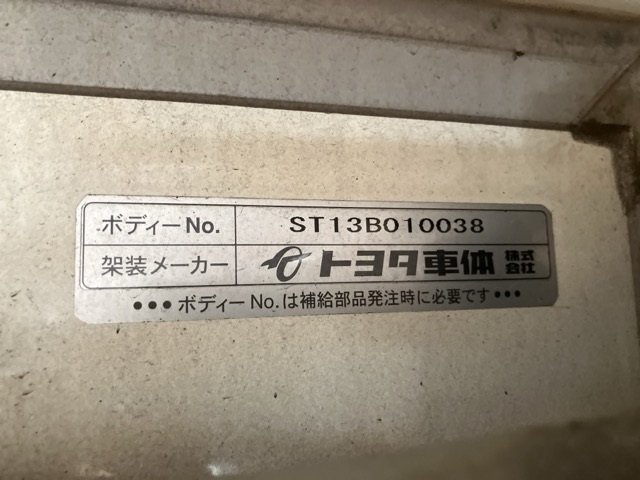 ボディーNo. ST13B010038
架装メーカー トヨタ車体 株式会社
•••ボディーNo.は補給部品発注時に必要です•••